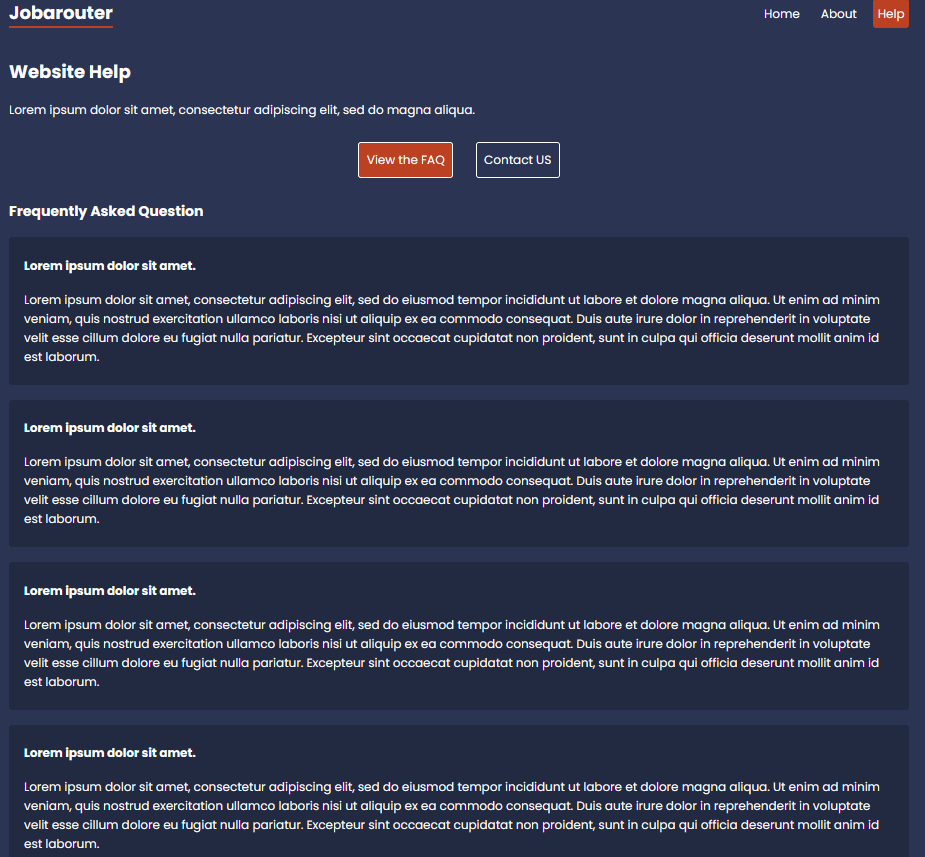 Jobarouter
Home About Help
Website Help
Lorem ipsum dolor sit amet, consectetur adipiscing elit, sed do magna aliqua.
View the FAQ Contact US
Frequently Asked Question
Lorem ipsum dolor sit amet.
Lorem ipsum dolor sit amet, consectetur adipiscing elit, sed do eiusmod tempor incididunt ut labore et dolore magna aliqua. Ut enim ad minim
veniam, quis nostrud exercitation ullamco laboris nisi ut aliquip ex ea commodo consequat. Duis aute irure dolor in reprehenderit in voluptate
velit esse cillum dolore eu fugiat nulla pariatur. Excepteur sint occaecat cupidatat non proident, sunt in culpa qui officia deserunt mollit anim id
est laborum.
Lorem ipsum dolor sit amet.
Lorem ipsum dolor sit amet, consectetur adipiscing elit, sed do eiusmod tempor incididunt ut labore et dolore magna aliqua. Ut enim ad minim
veniam, quis nostrud exercitation ullamco laboris nisi ut aliquip ex ea commodo consequat. Duis aute irure dolor in reprehenderit in voluptate
velit esse cillum dolore eu fugiat nulla pariatur. Excepteur sint occaecat cupidatat non proident, sunt in culpa qui officia deserunt mollit anim id
est laborum.
Lorem ipsum dolor sit amet.
Lorem ipsum dolor sit amet, consectetur adipiscing elit, sed do eiusmod tempor incididunt ut labore et dolore magna aliqua. Ut enim ad minim
veniam, quis nostrud exercitation ullamco laboris nisi ut aliquip ex ea commodo consequat. Duis aute irure dolor in reprehenderit in voluptate
velit esse cillum dolore eu fugiat nulla pariatur. Excepteur sint occaecat cupidatat non proident, sunt in culpa qui officia deserunt mollit anim id
est laborum.
Lorem ipsum dolor sit amet.
Lorem ipsum dolor sit amet, consectetur adipiscing elit, sed do eiusmod tempor incididunt ut labore et dolore magna aliqua. Ut enim ad minim
veniam, quis nostrud exercitation ullamco laboris nisi ut aliquip ex ea commodo consequat. Duis aute irure dolor in reprehenderit in voluptate
velit esse cillum dolore eu fugiat nulla pariatur. Excepteur sint occaecat cupidatat non proident, sunt in culpa qui officia deserunt mollit anim id
est laborum.